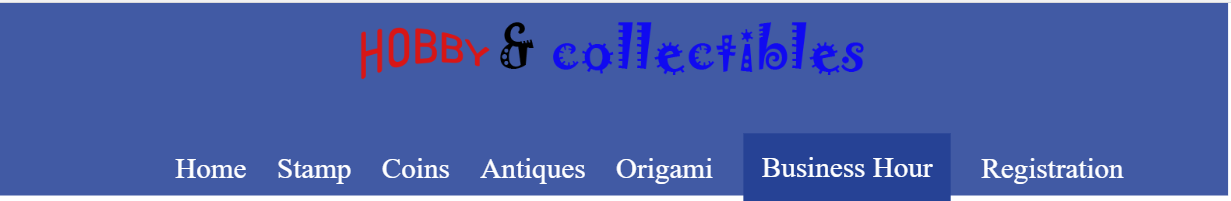 HOBBY & collectibles
Home Stamp Coins Antiques Origami Business Hour Registration